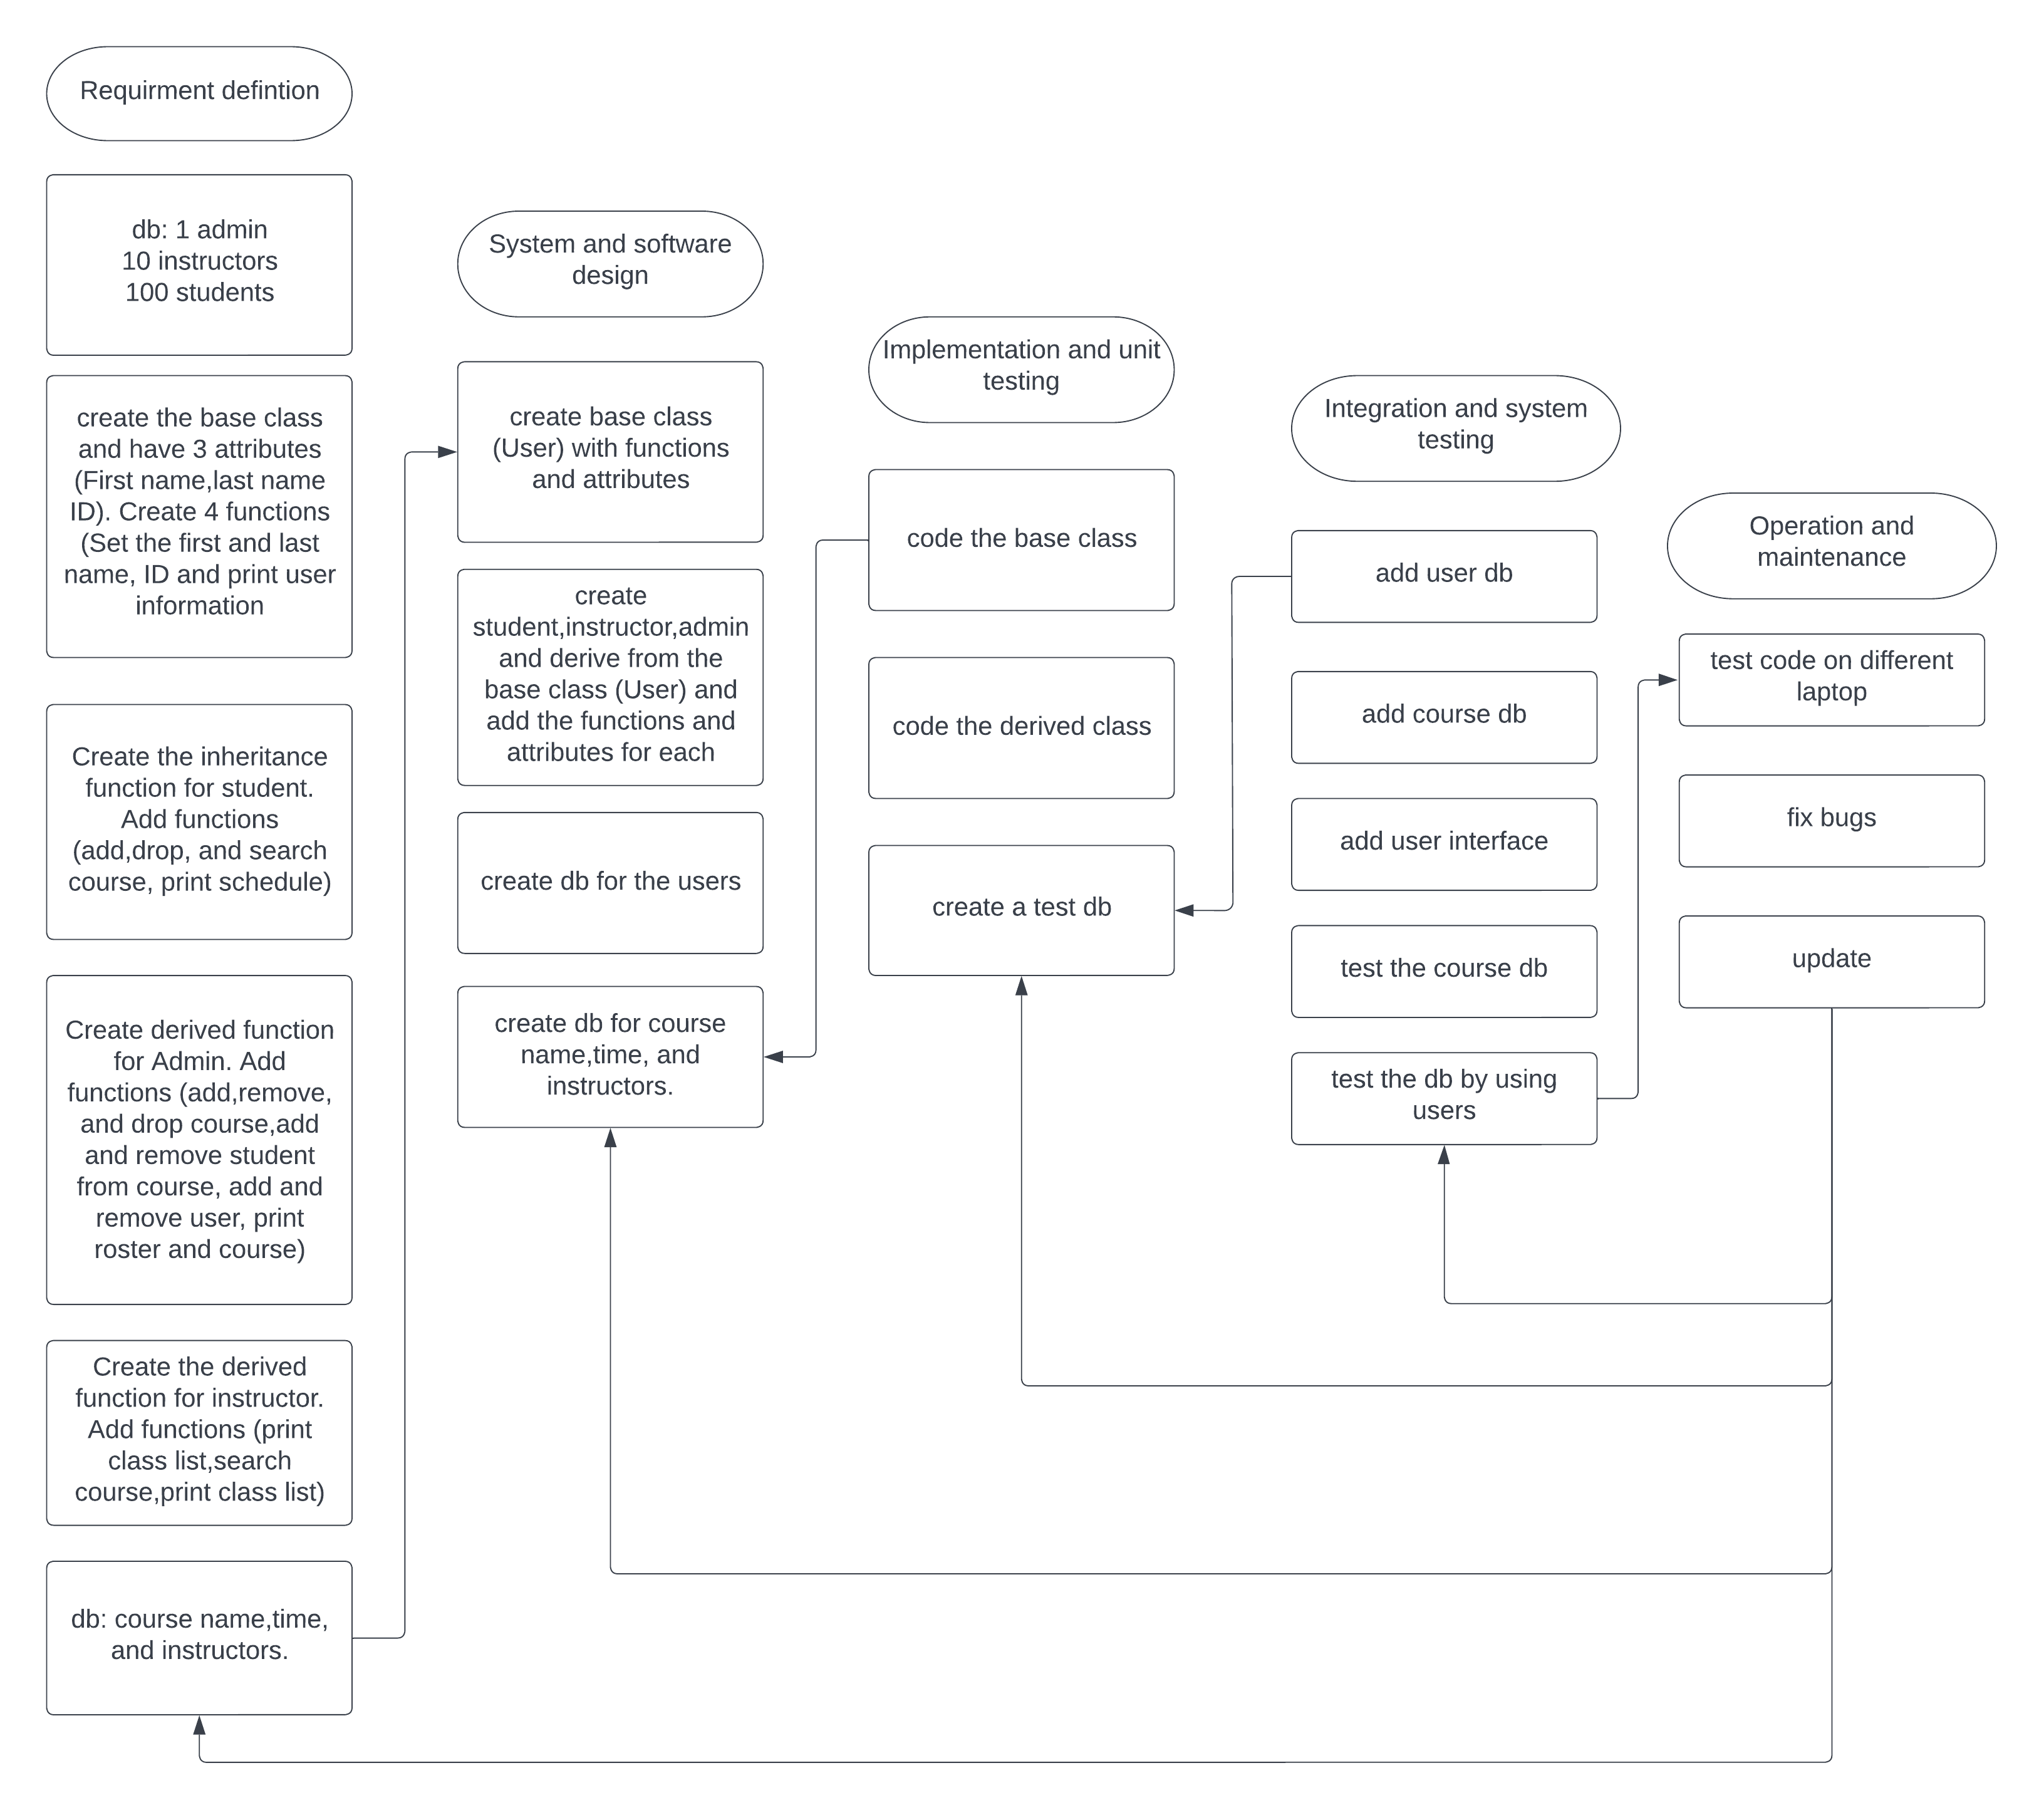 Requirment defintion
db: 1 admin
10 instructors
100 students
create the base class
and have 3 attributes
(First name,last name
ID). Create 4 functions
(Set the first and last
name, ID and print user
information
Create the inheritance
function for student.
Add functions
(add,drop, and search
course, print schedule)
Create derived function
for Admin. Add
functions (add,remove,
and drop course,add
and remove student
from course, add and
remove user, print
roster and course)
Create the derived
function for instructor.
Add functions (print
class list,search
course,print class list)
db: course name,time,
and instructors.
System and software
design
create base class
(User) with functions
and attributes
create
student,instructor,admin
and derive from the
base class (User) and
add the functions and
attributes for each
create db for the users
create db for course
name,time, and
instructors.
Implementation and unit
testing
code the base class
code the derived class
create a test db
Integration and system
testing
add user db
add course db
add user interface
test the course db
test the db by using
users
Operation and
maintenance
test code on different
laptop
fix bugs
update